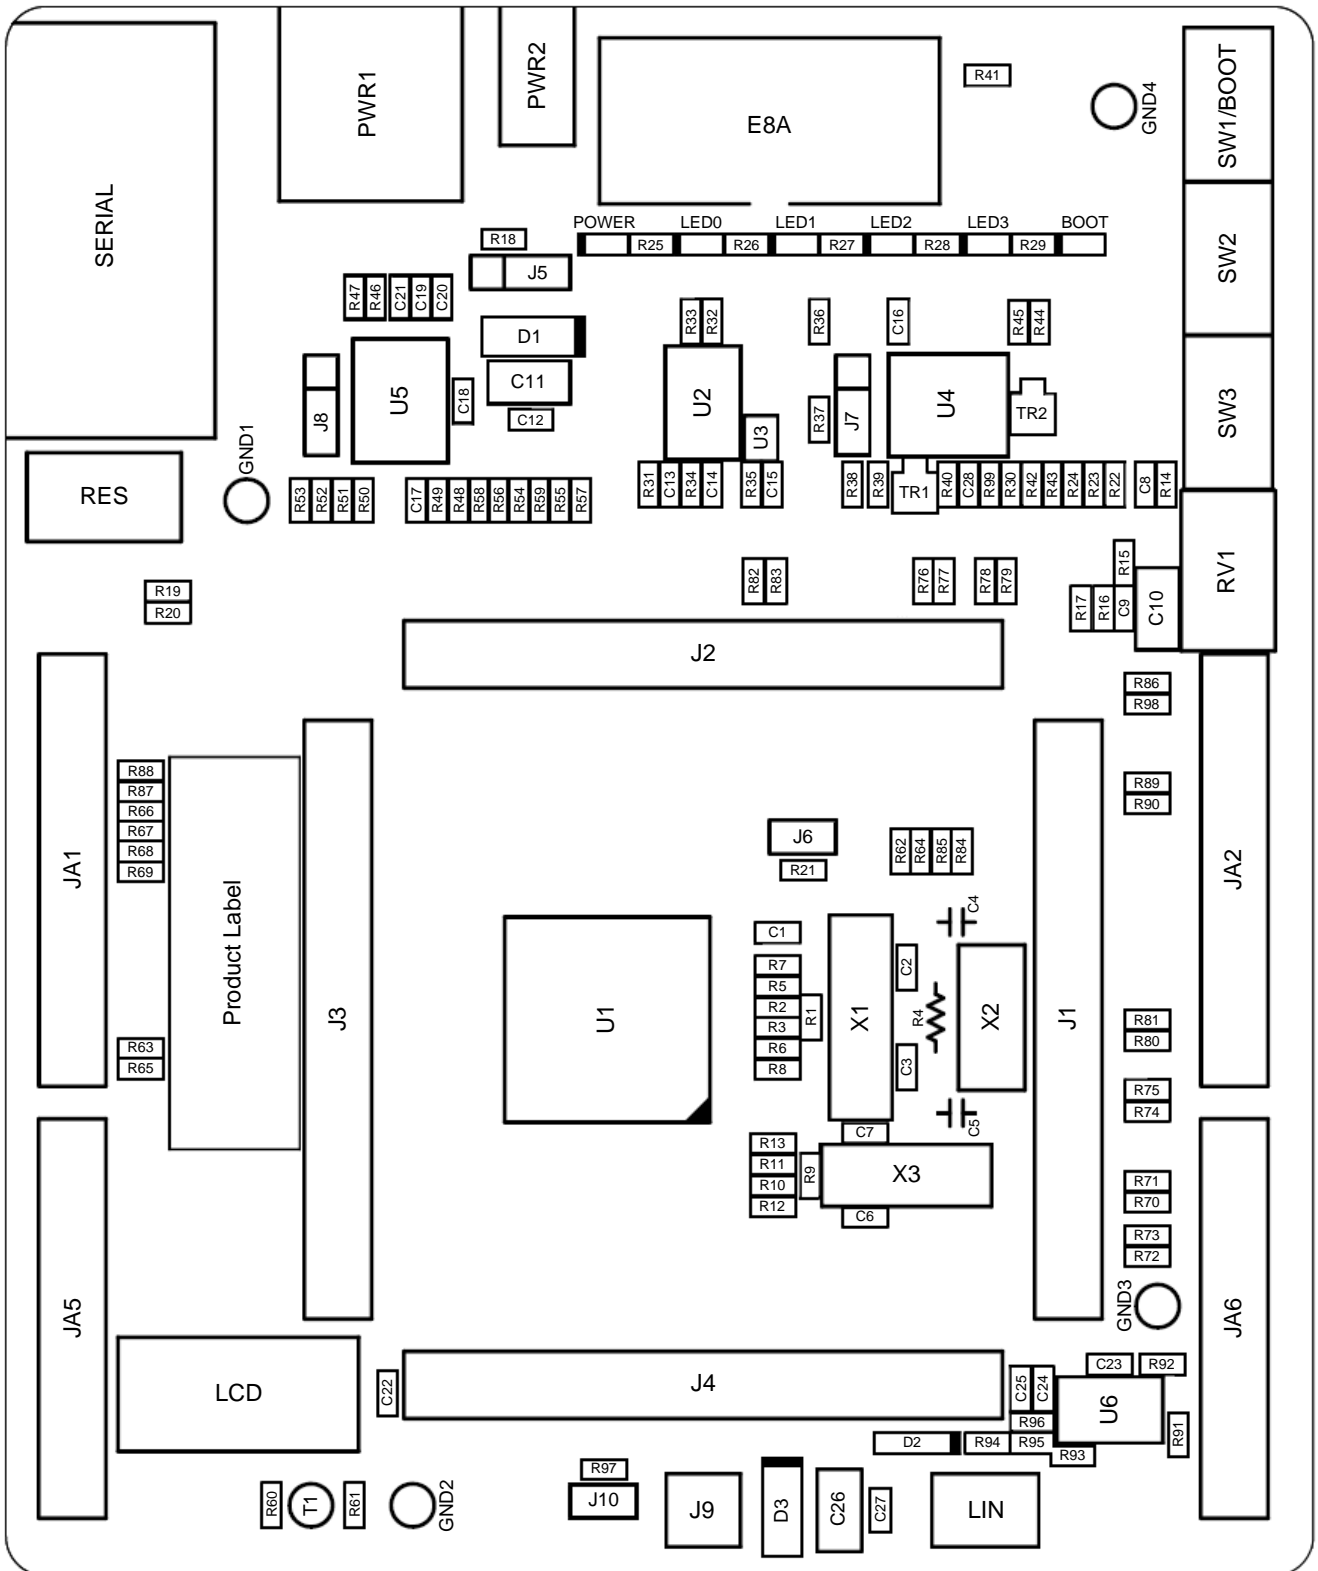 PWR1
PWR2
E8A
R41
GND4
SW1/BOOT
SERIAL
SW2
POWER
LED0
LED1
LED2
LED3
BOOT
R18
R25
R26
R27
R28
R29
J5
R47
R46
C21
C19
C20
D1
R33
R32
R36
C16
R45
R44
C11
C12
J8
U5
C18
U2
U3
R37
J7
U4
TR2
SW3
RES
GND1
R53
R52
R51
R50
C17
R49
R48
R58
R56
R54
R59
R55
R57
R31
C13
R34
C14
R35
C15
R38
R39
TR1
R40
C28
R99
R30
R42
R43
R24
R23
R22
C8
R14
R19
R20
R82
R83
R76
R77
R78
R79
R17
R16
R15
C9
C10
RV1
J2
R86
R98
R88
R87
R66
R67
R68
R69
R89
R90
JA1
Product Label
J3
J6
R21
R62
R64
R85
R84
JA2
C4
C1
R7
R5
R2
R3
R6
R8
R1
X1
C2
C3
R4
X2
J1
U1
R63
R65
R81
R80
R75
R74
C5
C7
R13
R11
R10
R12
R9
X3
C6
R71
R70
R73
R72
GND3
JA5
JA6
LCD
C22
J4
C25
C24
C23
R92
U6
R96
D2
R94
R95
R93
R91
R60
T1
R61
GND2
R97
J10
J9
D3
C26
C27
LIN